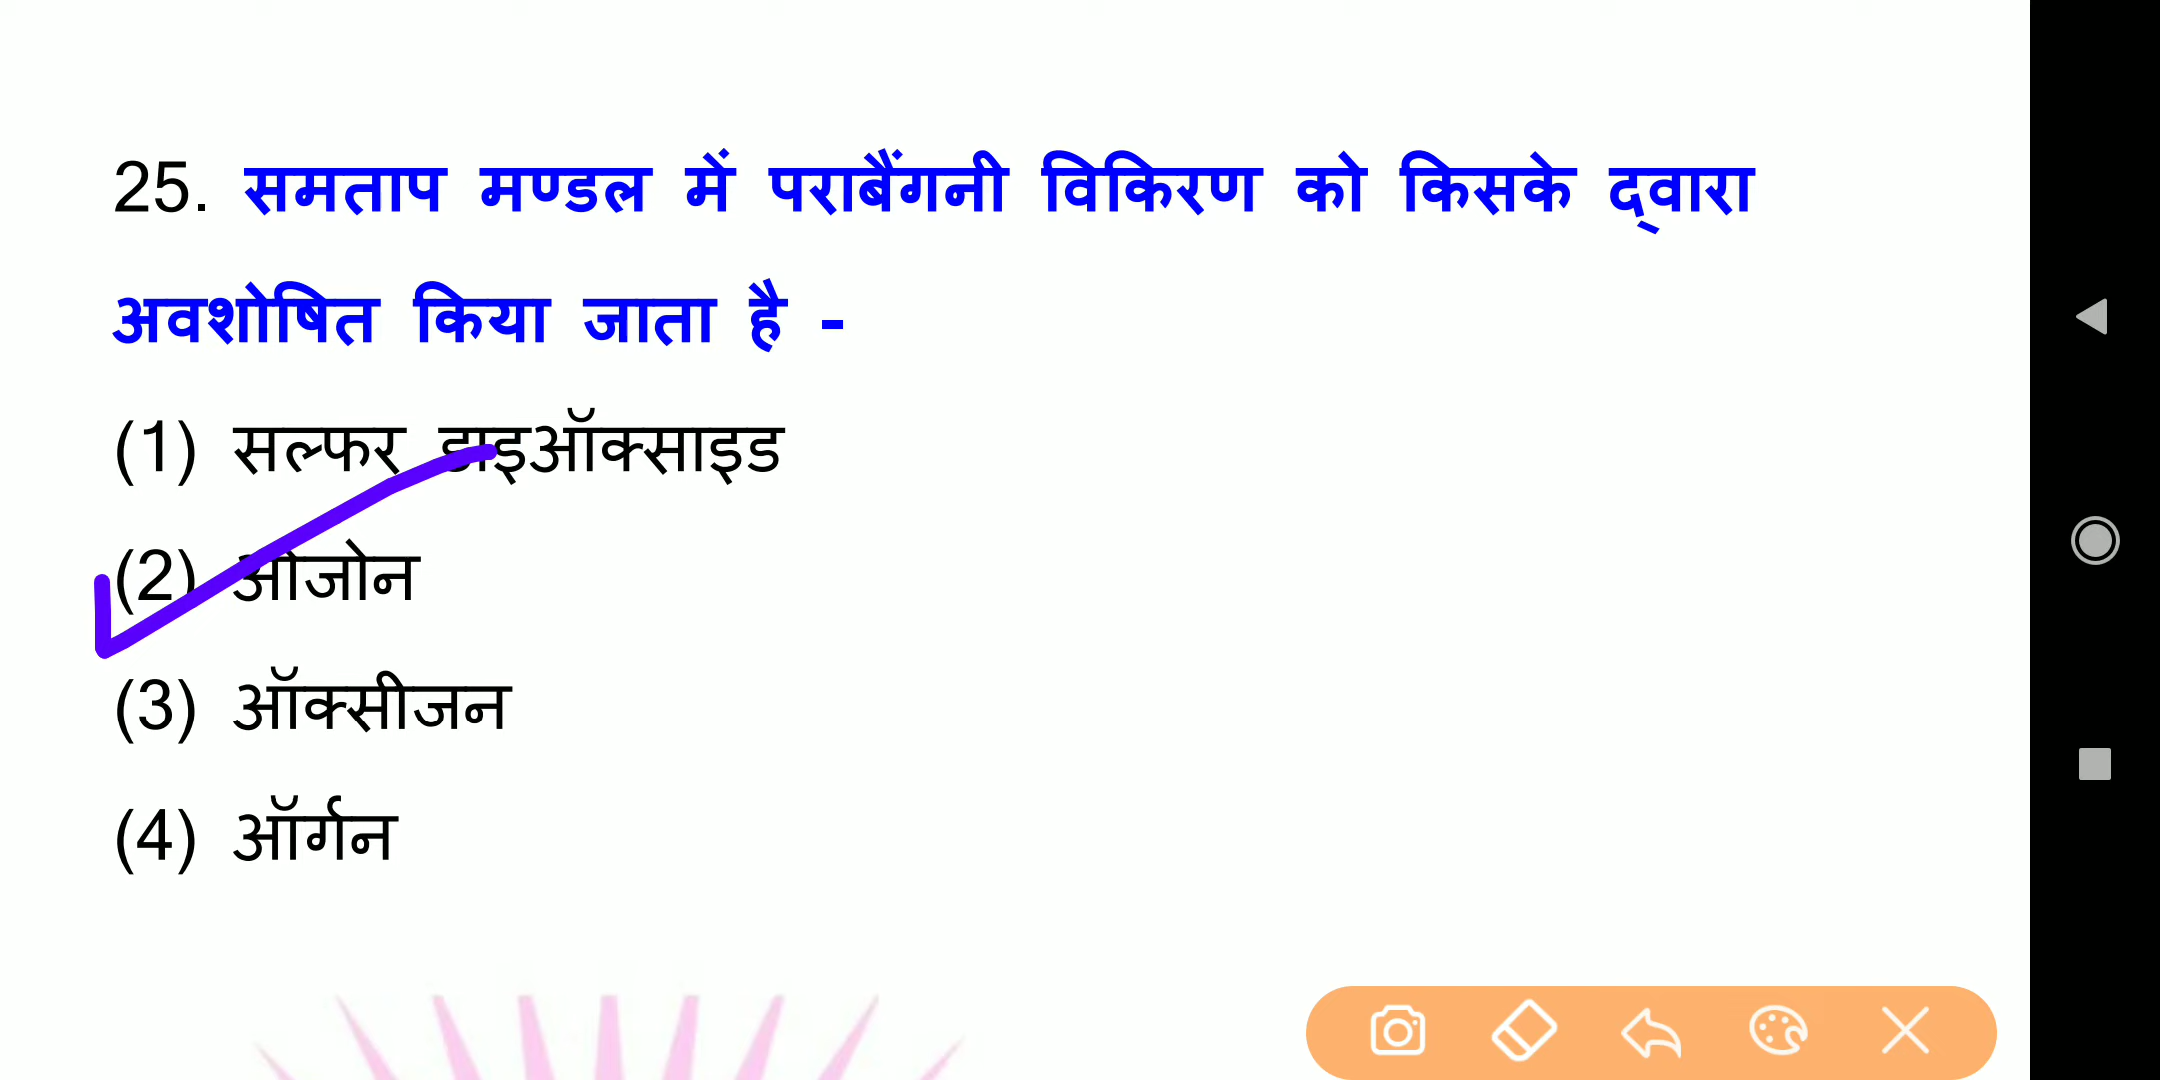 25. समताप मण्डल में पराबैंगनी विकिरण को किसके द्वारा
अवशोषित किया जाता है -
(1) सल्फर डाइऑक्साइड
(2) ओजोन
(3) ऑक्सीजन
(4) ऑर्गन